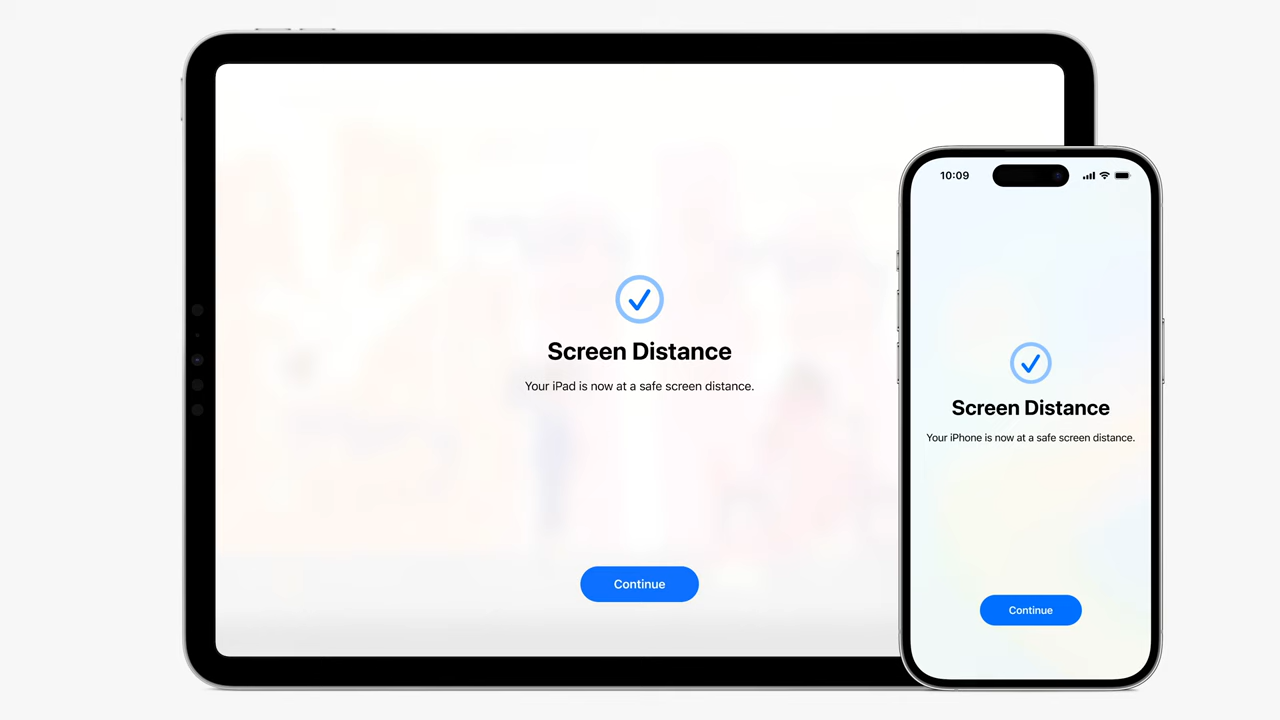 Screen Distance
Your iPad is now at a safe screen distance.
Continue
10:09
Screen Distance
Your iPhone is now at a safe screen distance.
Continue